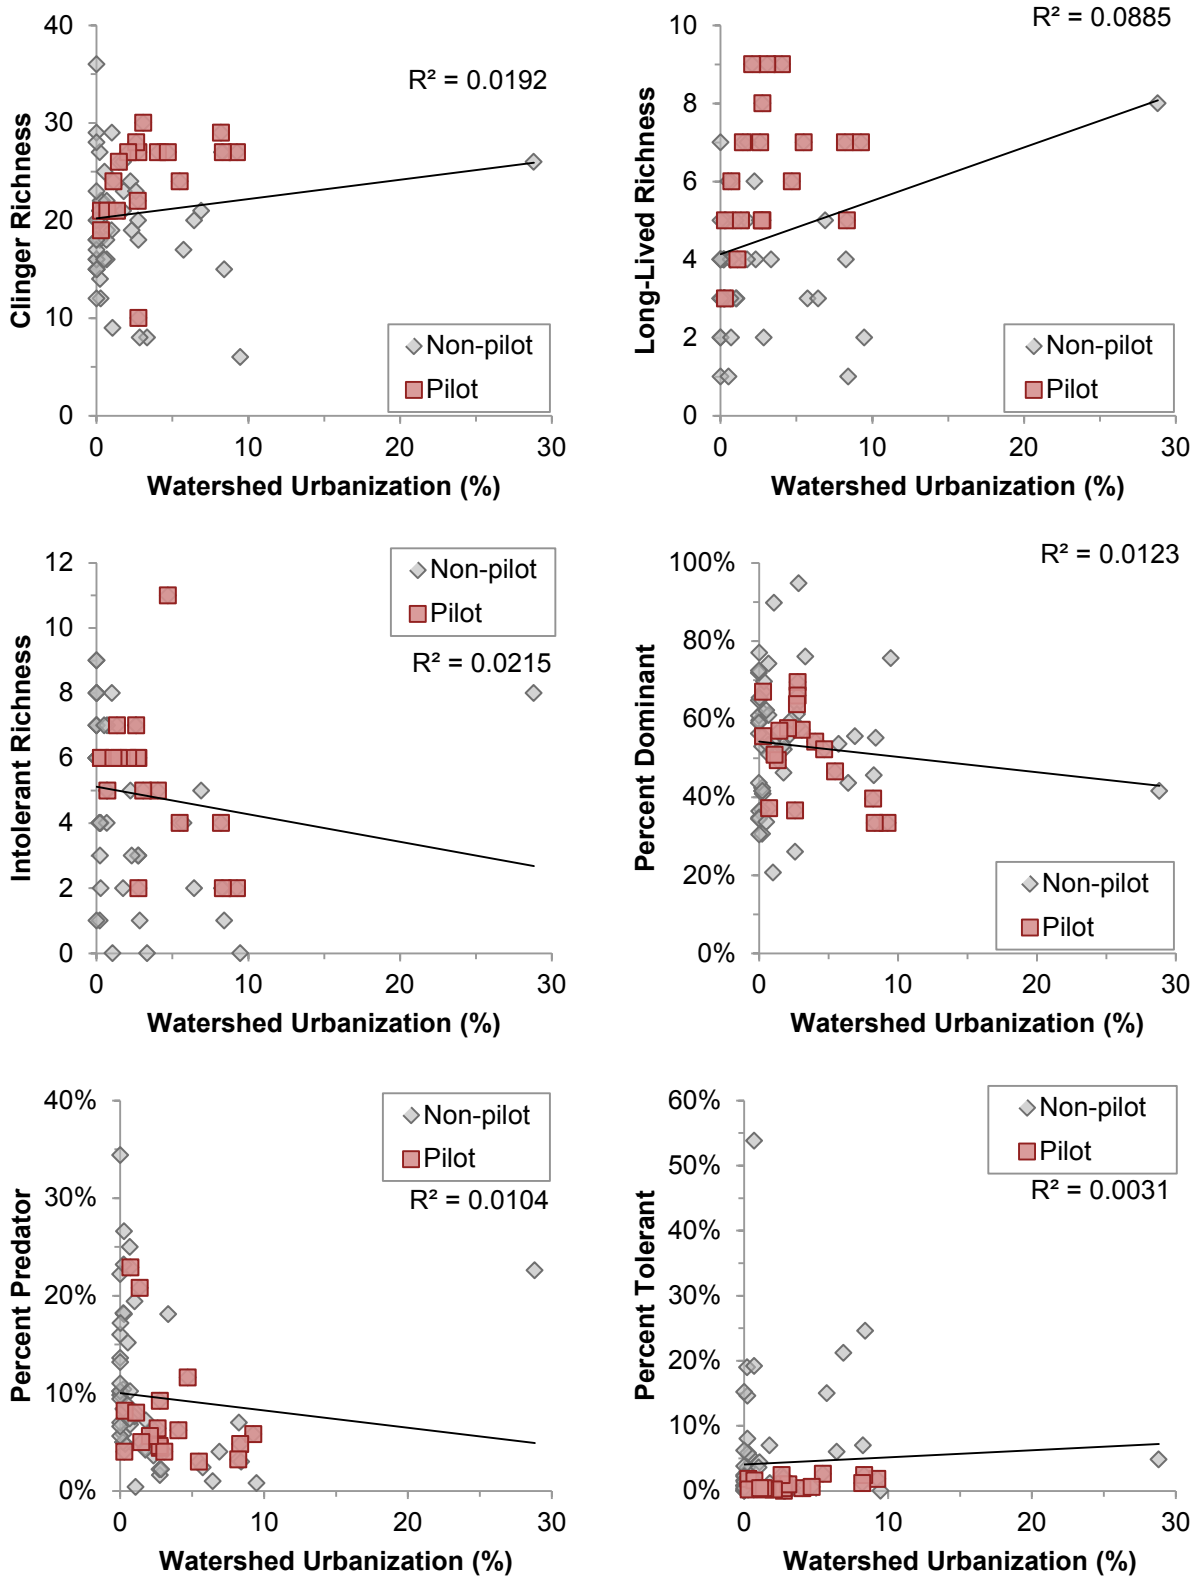 R² = 0.0192
Clinger Richness
40
30
20
10
0
Non-pilot
Pilot
0 10 20 30
Watershed Urbanization (%)
R² = 0.0885
Long-Lived Richness
10
8
6
4
2
0
Non-pilot
Pilot
0 10 20 30
Watershed Urbanization (%)
Intolerant Richness
12
10
8
6
4
2
0
Non-pilot
Pilot
R² = 0.0215
0 10 20 30
Watershed Urbanization (%)
R² = 0.0123
Percent Dominant
100%
80%
60%
40%
20%
0%
Non-pilot
Pilot
0 10 20 30
Watershed Urbanization (%)
Percent Predator
40%
30%
20%
10%
0%
Non-pilot
Pilot
R² = 0.0104
0 10 20 30
Watershed Urbanization (%)
Percent Tolerant
60%
50%
40%
30%
20%
10%
0%
Non-pilot
Pilot
R² = 0.0031
0 10 20 30
Watershed Urbanization (%)